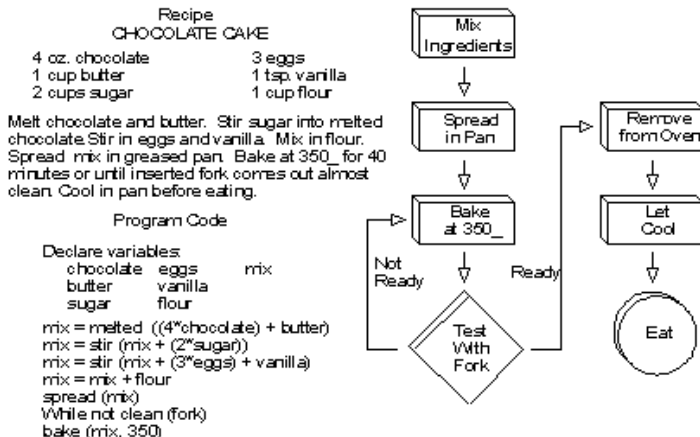 Recipe
CHOCOLATE CAKE
4 oz. chocolate 3 eggs
1 cup butter 1 tsp. vanilla
2 cups sugar 1 cup flour
Melt chocolate and butter. Stir sugar into melted
chocolate. Stir in eggs and vanilla. Mix in flour.
Spread mix in greased pan. Bake at 350_ for 40
minutes or until inserted fork comes out almost
clean. Cool in pan before eating.
Program Code
Declare variables:
chocolate eggs mix
butter vanilla
sugar flour
mix = melted ((4*chocolate) + butter)
mix = stir (mix + (2*sugar))
mix = stir (mix + (3*eggs) + vanilla)
mix = mix + flour
spread (mix)
While not clean (fork)
bake (mix, 350)
Mix
Ingredients
Spread
in Pan
Bake
at 350_
Not
Ready
Test
With
Fork
Ready
Remove
from Oven
Let
Cool
Eat